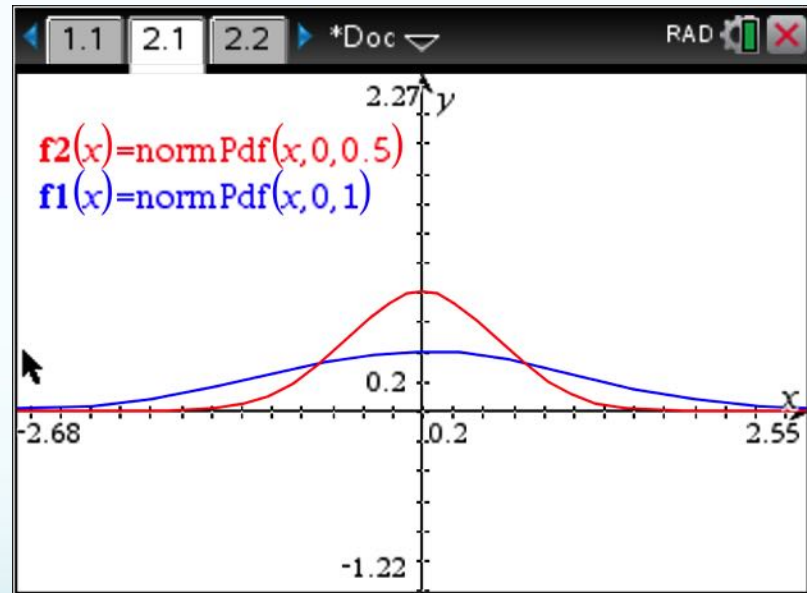 1.1 2.1 2.2 *Doc RAD
2.27 y
f2(x)=normPdf(x,0,0.5)
f1(x)=normPdf(x,0,1)
0.2
x
-2.68 0.2 2.55
-1.22